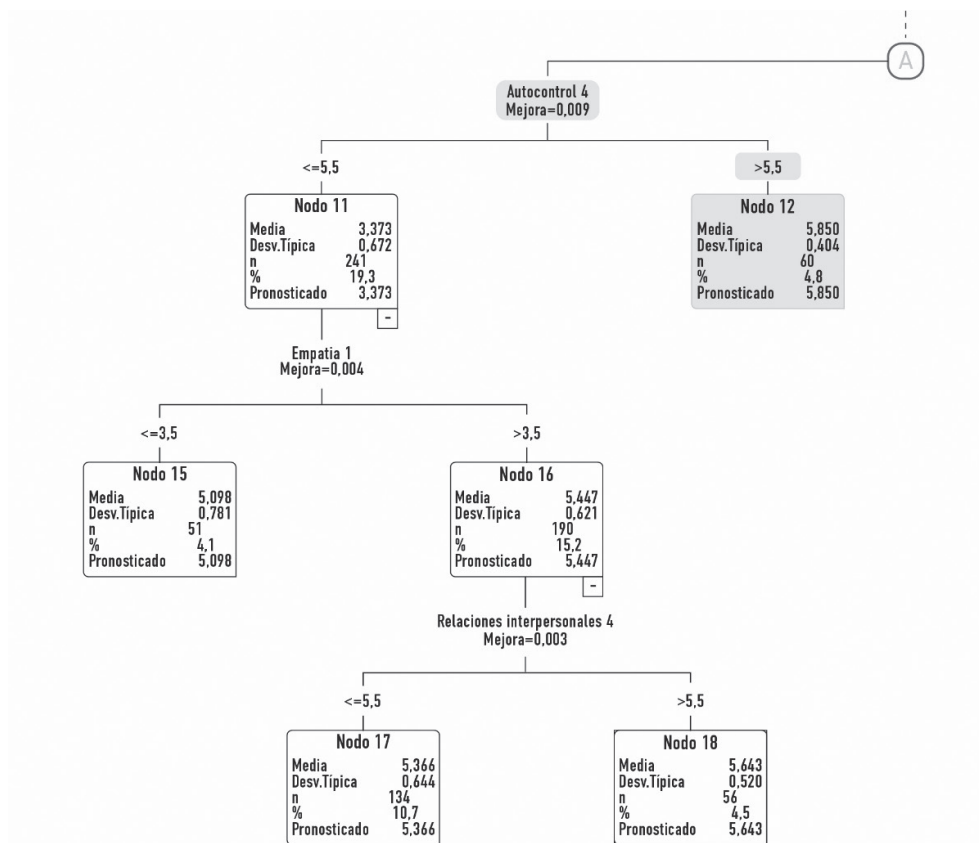 A
Autocontrol 4
Mejora=0,009
<=5,5
>5,5
Nodo 11
Media 3,373
Desv.Típica 0,672
n 241
% 19,3
Pronosticado 3,373
-
Nodo 12
Media 5,850
Desv.Típica 0,404
n 60
% 4,8
Pronosticado 5,850
Empatia 1
Mejora=0,004
<=3,5
>3,5
Nodo 15
Media 5,098
Desv.Típica 0,781
n 51
% 4,1
Pronosticado 5,098
Nodo 16
Media 5,447
Desv.Típica 0,621
n 190
% 15,2
Pronosticado 5,447
-
Relaciones interpersonales 4
Mejora=0,003
<=5,5
>5,5
Nodo 17
Media 5,366
Desv.Típica 0,644
n 134
% 10,7
Pronosticado 5,366
Nodo 18
Media 5,643
Desv.Típica 0,520
n 56
% 4,5
Pronosticado 5,643